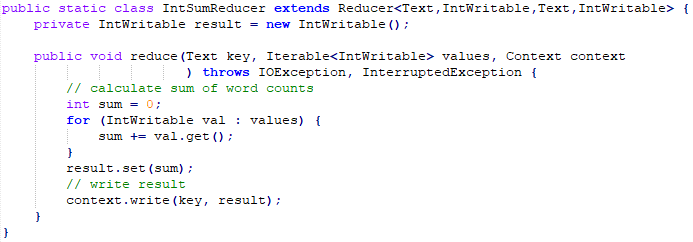 public static class IntSumReducer extends Reducer<Text,IntWritable,Text,IntWritable> {
    private IntWritable result = new IntWritable();

    public void reduce(Text key, Iterable<IntWritable> values, Context context
                       ) throws IOException, InterruptedException {
        // calculate sum of word counts
        int sum = 0;
        for (IntWritable val : values) {
            sum += val.get();
        }
        result.set(sum);
        // write result
        context.write(key, result);
    }
}